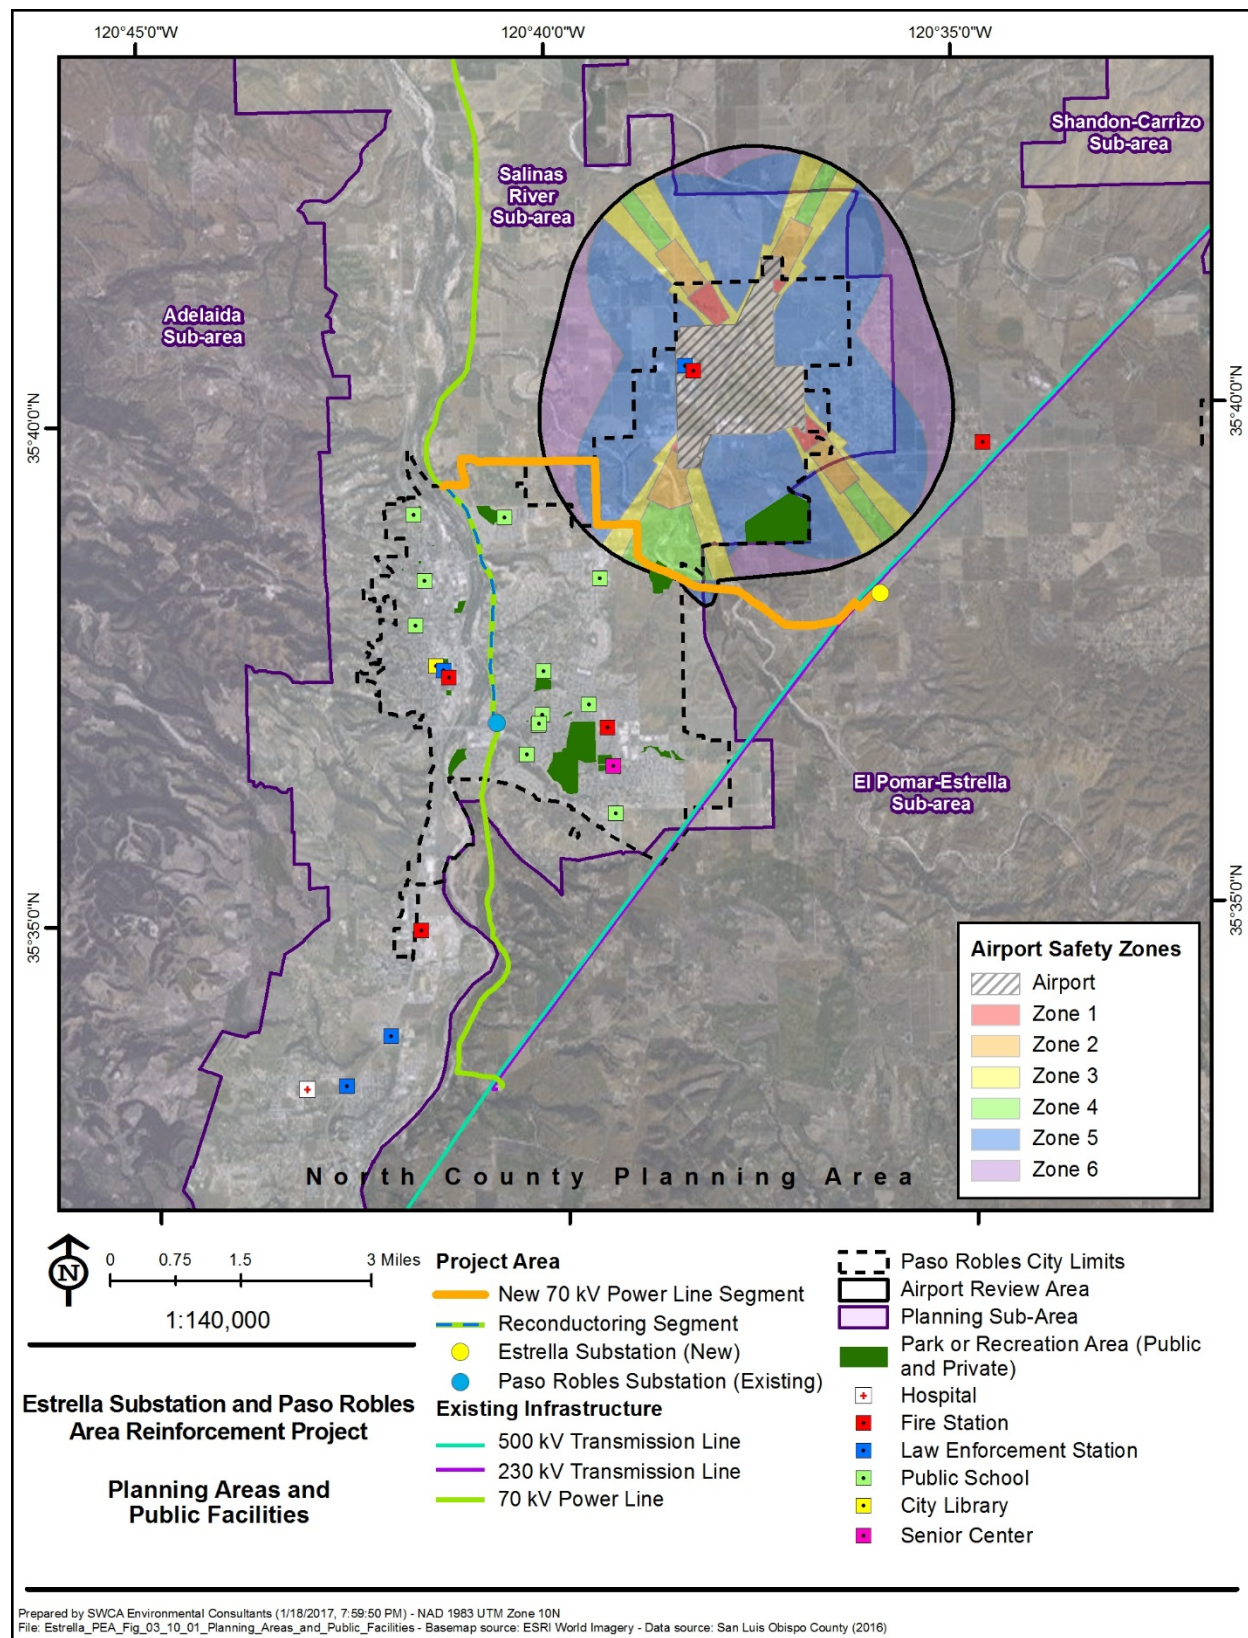 120°45'0"W
120°40'0"W
120°35'0"W
Shandon-Carrizo
Sub-area
Salinas
River
Sub-area
Adelaida
Sub-area
35°40'0"N
35°40'0"N
El Pomar-Estrella
Sub-area
35°35'0"N
35°35'0"N
Airport Safety Zones
Airport
Zone 1
Zone 2
Zone 3
Zone 4
Zone 5
Zone 6
North County Planning Area
N
0 0.75 1.5 3 Miles
1:140,000
Estrella Substation and Paso Robles
Area Reinforcement Project
Planning Areas and
Public Facilities
Project Area
New 70 kV Power Line Segment
Reconductoring Segment
Estrella Substation (New)
Paso Robles Substation (Existing)
Existing Infrastructure
500 kV Transmission Line
230 kV Transmission Line
70 kV Power Line
Paso Robles City Limits
Airport Review Area
Planning Sub-Area
Park or Recreation Area (Public
and Private)
Hospital
Fire Station
Law Enforcement Station
Public School
City Library
Senior Center
Prepared by SWCA Environmental Consultants (1/18/2017, 7:59:50 PM) - NAD 1983 UTM Zone 10N
File: Estrella_PEA_Fig_03_10_01_Planning_Areas_and_Public_Facilities - Basemap source: ESRI World Imagery - Data source: San Luis Obispo County (2016)